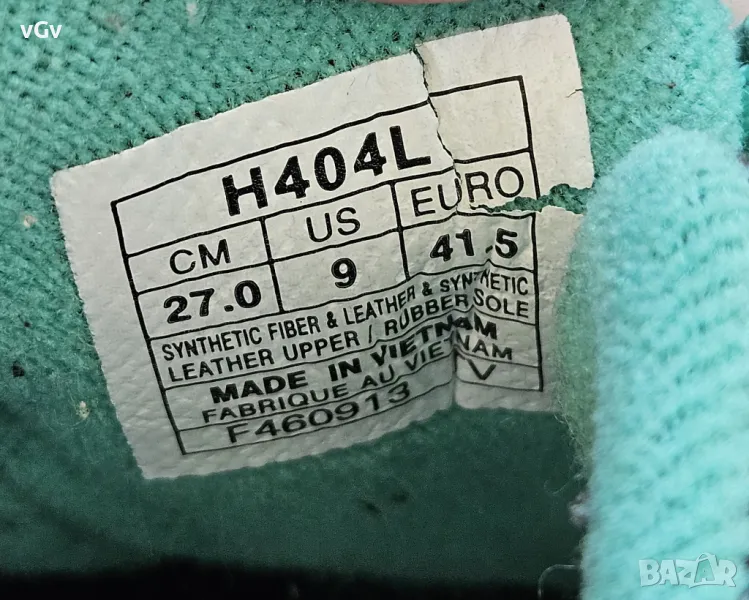 vGv
H404L
CM US EURO
27.0 9 41.5
SYNTHETIC FIBER & LEATHER & SYNTHETIC
LEATHER UPPER / RUBBER SOLE
MADE IN VIETNAM
FABRIQUE AU VIETNAM
F460913 V
BAZAR